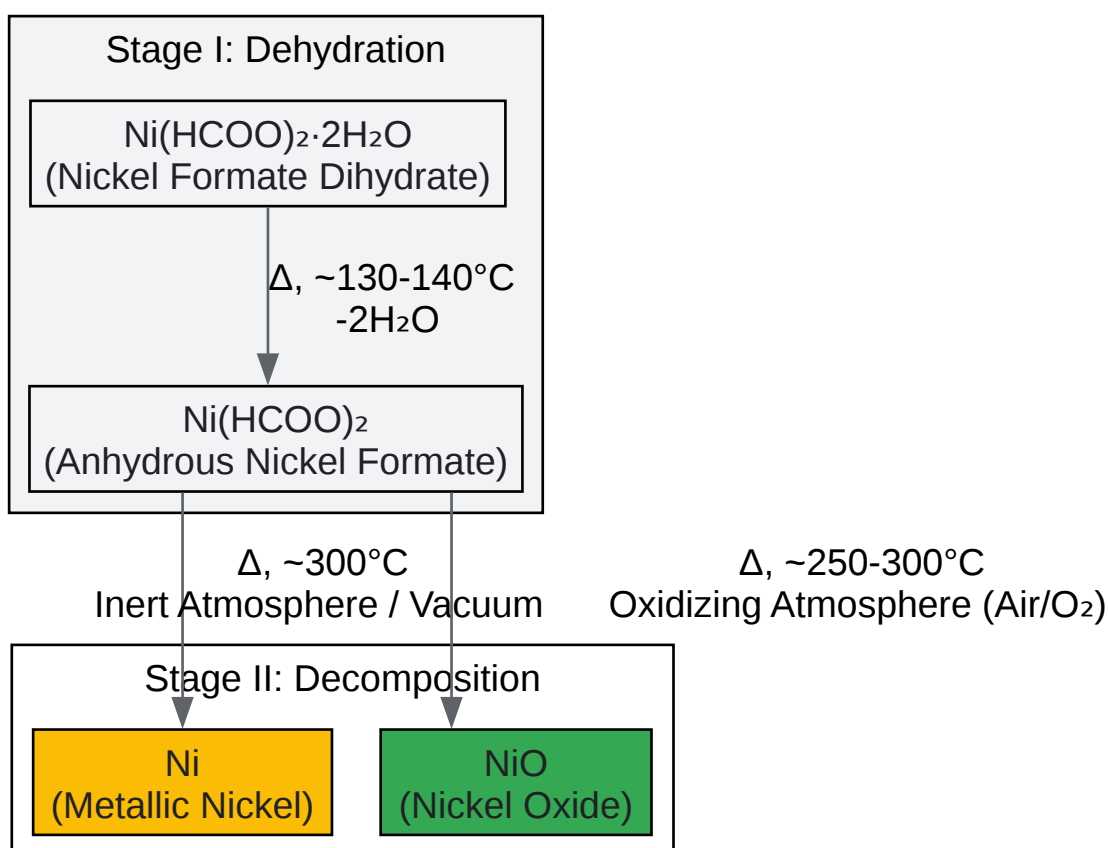 Stage I: Dehydration
Ni(HCOO)₂·2H₂O
(Nickel Formate Dihydrate)
Δ, ~130-140°C
-2H₂O
Ni(HCOO)₂
(Anhydrous Nickel Formate)
Δ, ~300°C
Inert Atmosphere / Vacuum
Δ, ~250-300°C
Oxidizing Atmosphere (Air/O₂)
Stage II: Decomposition
Ni
(Metallic Nickel)
NiO
(Nickel Oxide)